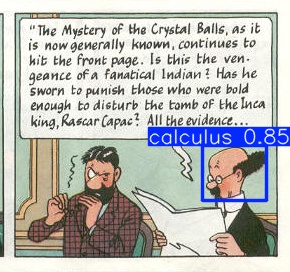 "The Mystery of the Crystal Balls, as it
is now generally known, continues to
hit the front page. Is this the ven-
geance of a fanatical Indian? Has he
sworn to punish those who were bold
enough to disturb the tomb of the Inca
king, Rascar Capac? All the evidence...
calculus 0.85